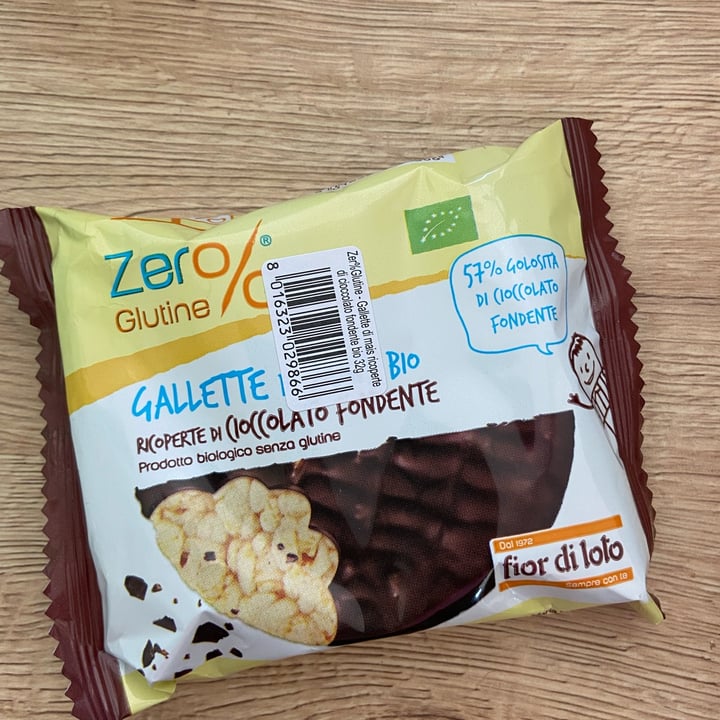 Zero%®
Glutine
57% GOLOSITÀ
DI CIOCCOLATO
FONDENTE
Zer%Glutine - Gallette di mais ricoperte
di cioccolato fondente bio 32g
8 016323 029866
GALLETTE BIO
RICOPERTE DI CIOCCOLATO FONDENTE
Prodotto biologico senza glutine
Dal 1972
fior di loto
Sempre con te